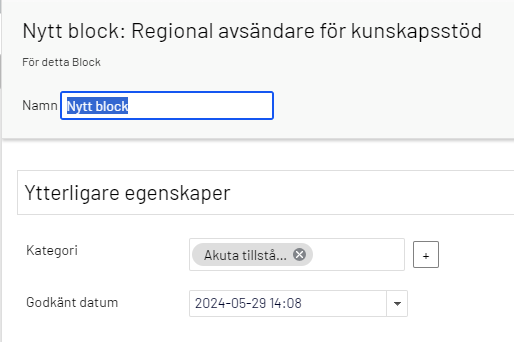 Nytt block: Regional avsändare för kunskapsstöd
För detta Block
Namn Nytt block
Ytterligare egenskaper
Kategori Akuta tillstå... +
Godkänt datum 2024-05-29 14:08